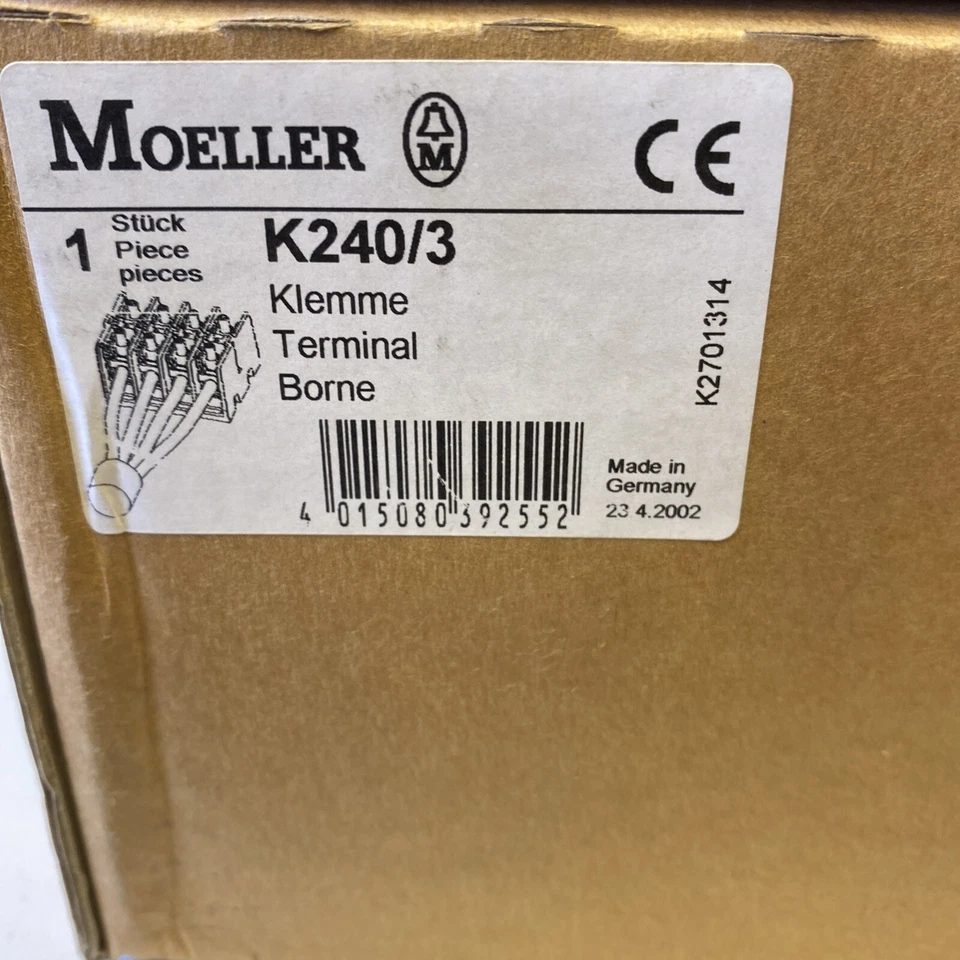 MOELLER
M
CE
1
Stück
Piece
pieces
K240/3
Klemme
Terminal
Borne
K2701314
4 015080 392552
Made in
Germany
23 4.2002